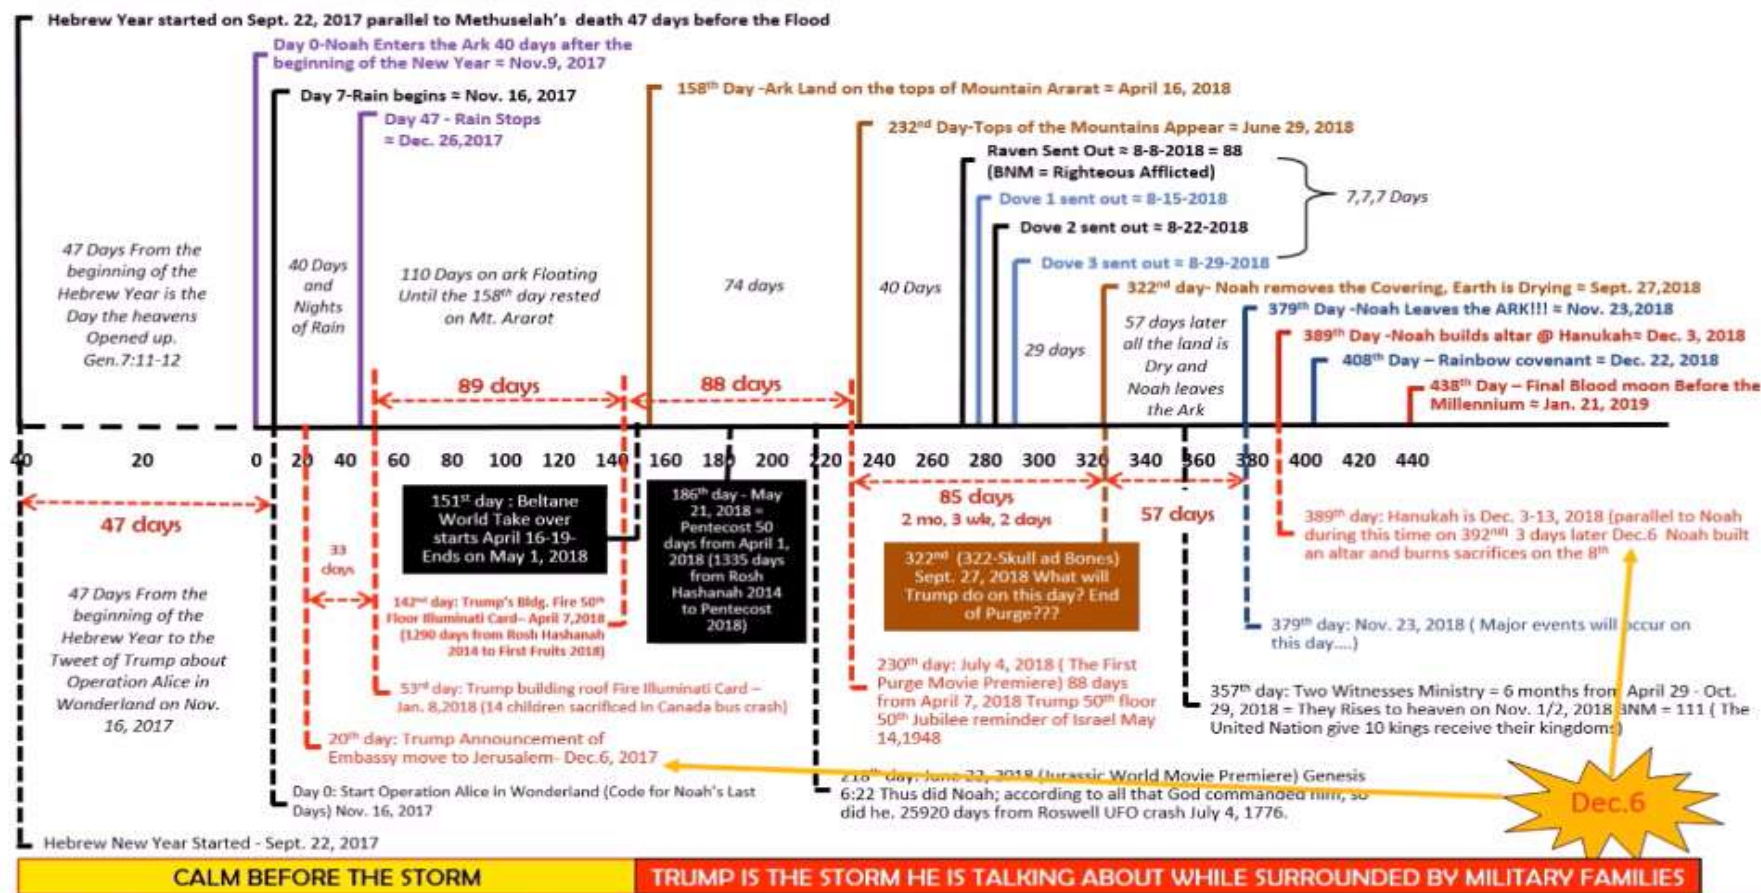 Hebrew Year started on Sept. 22, 2017 parallel to Methuselah's death 47 days before the Flood
Day 0-Noah Enters the Ark 40 days after the
beginning of the New Year = Nov.9, 2017
Day 7-Rain begins = Nov. 16, 2017
Day 47 - Rain Stops
= Dec. 26,2017
158th Day -Ark Land on the tops of Mountain Ararat = April 16, 2018
232nd Day-Tops of the Mountains Appear = June 29, 2018
Raven Sent Out = 8-8-2018 = 88
(BNM = Righteous Afflicted)
Dove 1 sent out = 8-15-2018
Dove 2 sent out = 8-22-2018
Dove 3 sent out = 8-29-2018
7,7,7 Days
322nd day- Noah removes the Covering, Earth is Drying = Sept. 27,2018
379th Day -Noah Leaves the ARK!!! = Nov. 23,2018
389th Day -Noah builds altar @ Hanukah= Dec. 3, 2018
408th Day – Rainbow covenant = Dec. 22, 2018
438th Day – Final Blood moon Before the
Millennium = Jan. 21, 2019
47 Days From the
beginning of the
Hebrew Year is the
Day the heavens
Opened up.
Gen.7:11-12
40 Days
and
Nights
of Rain
110 Days on ark Floating
Until the 158th day rested
on Mt. Ararat
74 days
40 Days
29 days
57 days later
all the land is
Dry and
Noah leaves
the Ark
89 days
88 days
40 20 0 20 40 60 80 100 120 140 160 180 200 220 240 260 280 300 320 340 360 380 400 420 440
47 days
33
days
85 days
2 mo, 3 wk, 2 days
57 days
151st day : Beltane
World Take over
starts April 16-19-
Ends on May 1, 2018
186th day - May
21, 2018 =
Pentecost 50
days from April 1,
2018 (1335 days
from Rosh
Hashanah 2014
to Pentecost
2018)
322nd (322-Skull ad Bones)
Sept. 27, 2018 What will
Trump do on this day? End
of Purge???
389th day: Hanukah is Dec. 3-13, 2018 (parallel to Noah
during this time on 392nd) 3 days later Dec.6 Noah built
an altar and burns sacrifices on the 8th
47 Days From the
beginning of the
Hebrew Year to the
Tweet of Trump about
Operation Alice in
Wonderland on Nov.
16, 2017
142nd day: Trump's Bldg. Fire 50th
Floor Illuminati Card– April 7,2018
(1290 days from Rosh Hashanah
2014 to First Fruits 2018)
379th day: Nov. 23, 2018 ( Major events will occur on
this day....)
230th day: July 4, 2018 ( The First
Purge Movie Premiere) 88 days
from April 7, 2018 Trump 50th floor
50th Jubilee reminder of Israel May
14,1948
53rd day: Trump building roof Fire Illuminati Card –
Jan. 8,2018 (14 children sacrificed in Canada bus crash)
357th day: Two Witnesses Ministry = 6 months from April 29 - Oct.
29, 2018 = They Rises to heaven on Nov. 1/2, 2018 BNM = 111 ( The
United Nation give 10 kings receive their kingdoms)
20th day: Trump Announcement of
Embassy move to Jerusalem- Dec.6, 2017
218th day: June 22, 2018 (Jurassic World Movie Premiere) Genesis
6:22 Thus did Noah; according to all that God commanded him, so
did he. 25920 days from Roswell UFO crash July 4, 1776.
Day 0: Start Operation Alice in Wonderland (Code for Noah's Last
Days) Nov. 16, 2017
Dec.6
Hebrew New Year Started - Sept. 22, 2017
CALM BEFORE THE STORM
TRUMP IS THE STORM HE IS TALKING ABOUT WHILE SURROUNDED BY MILITARY FAMILIES